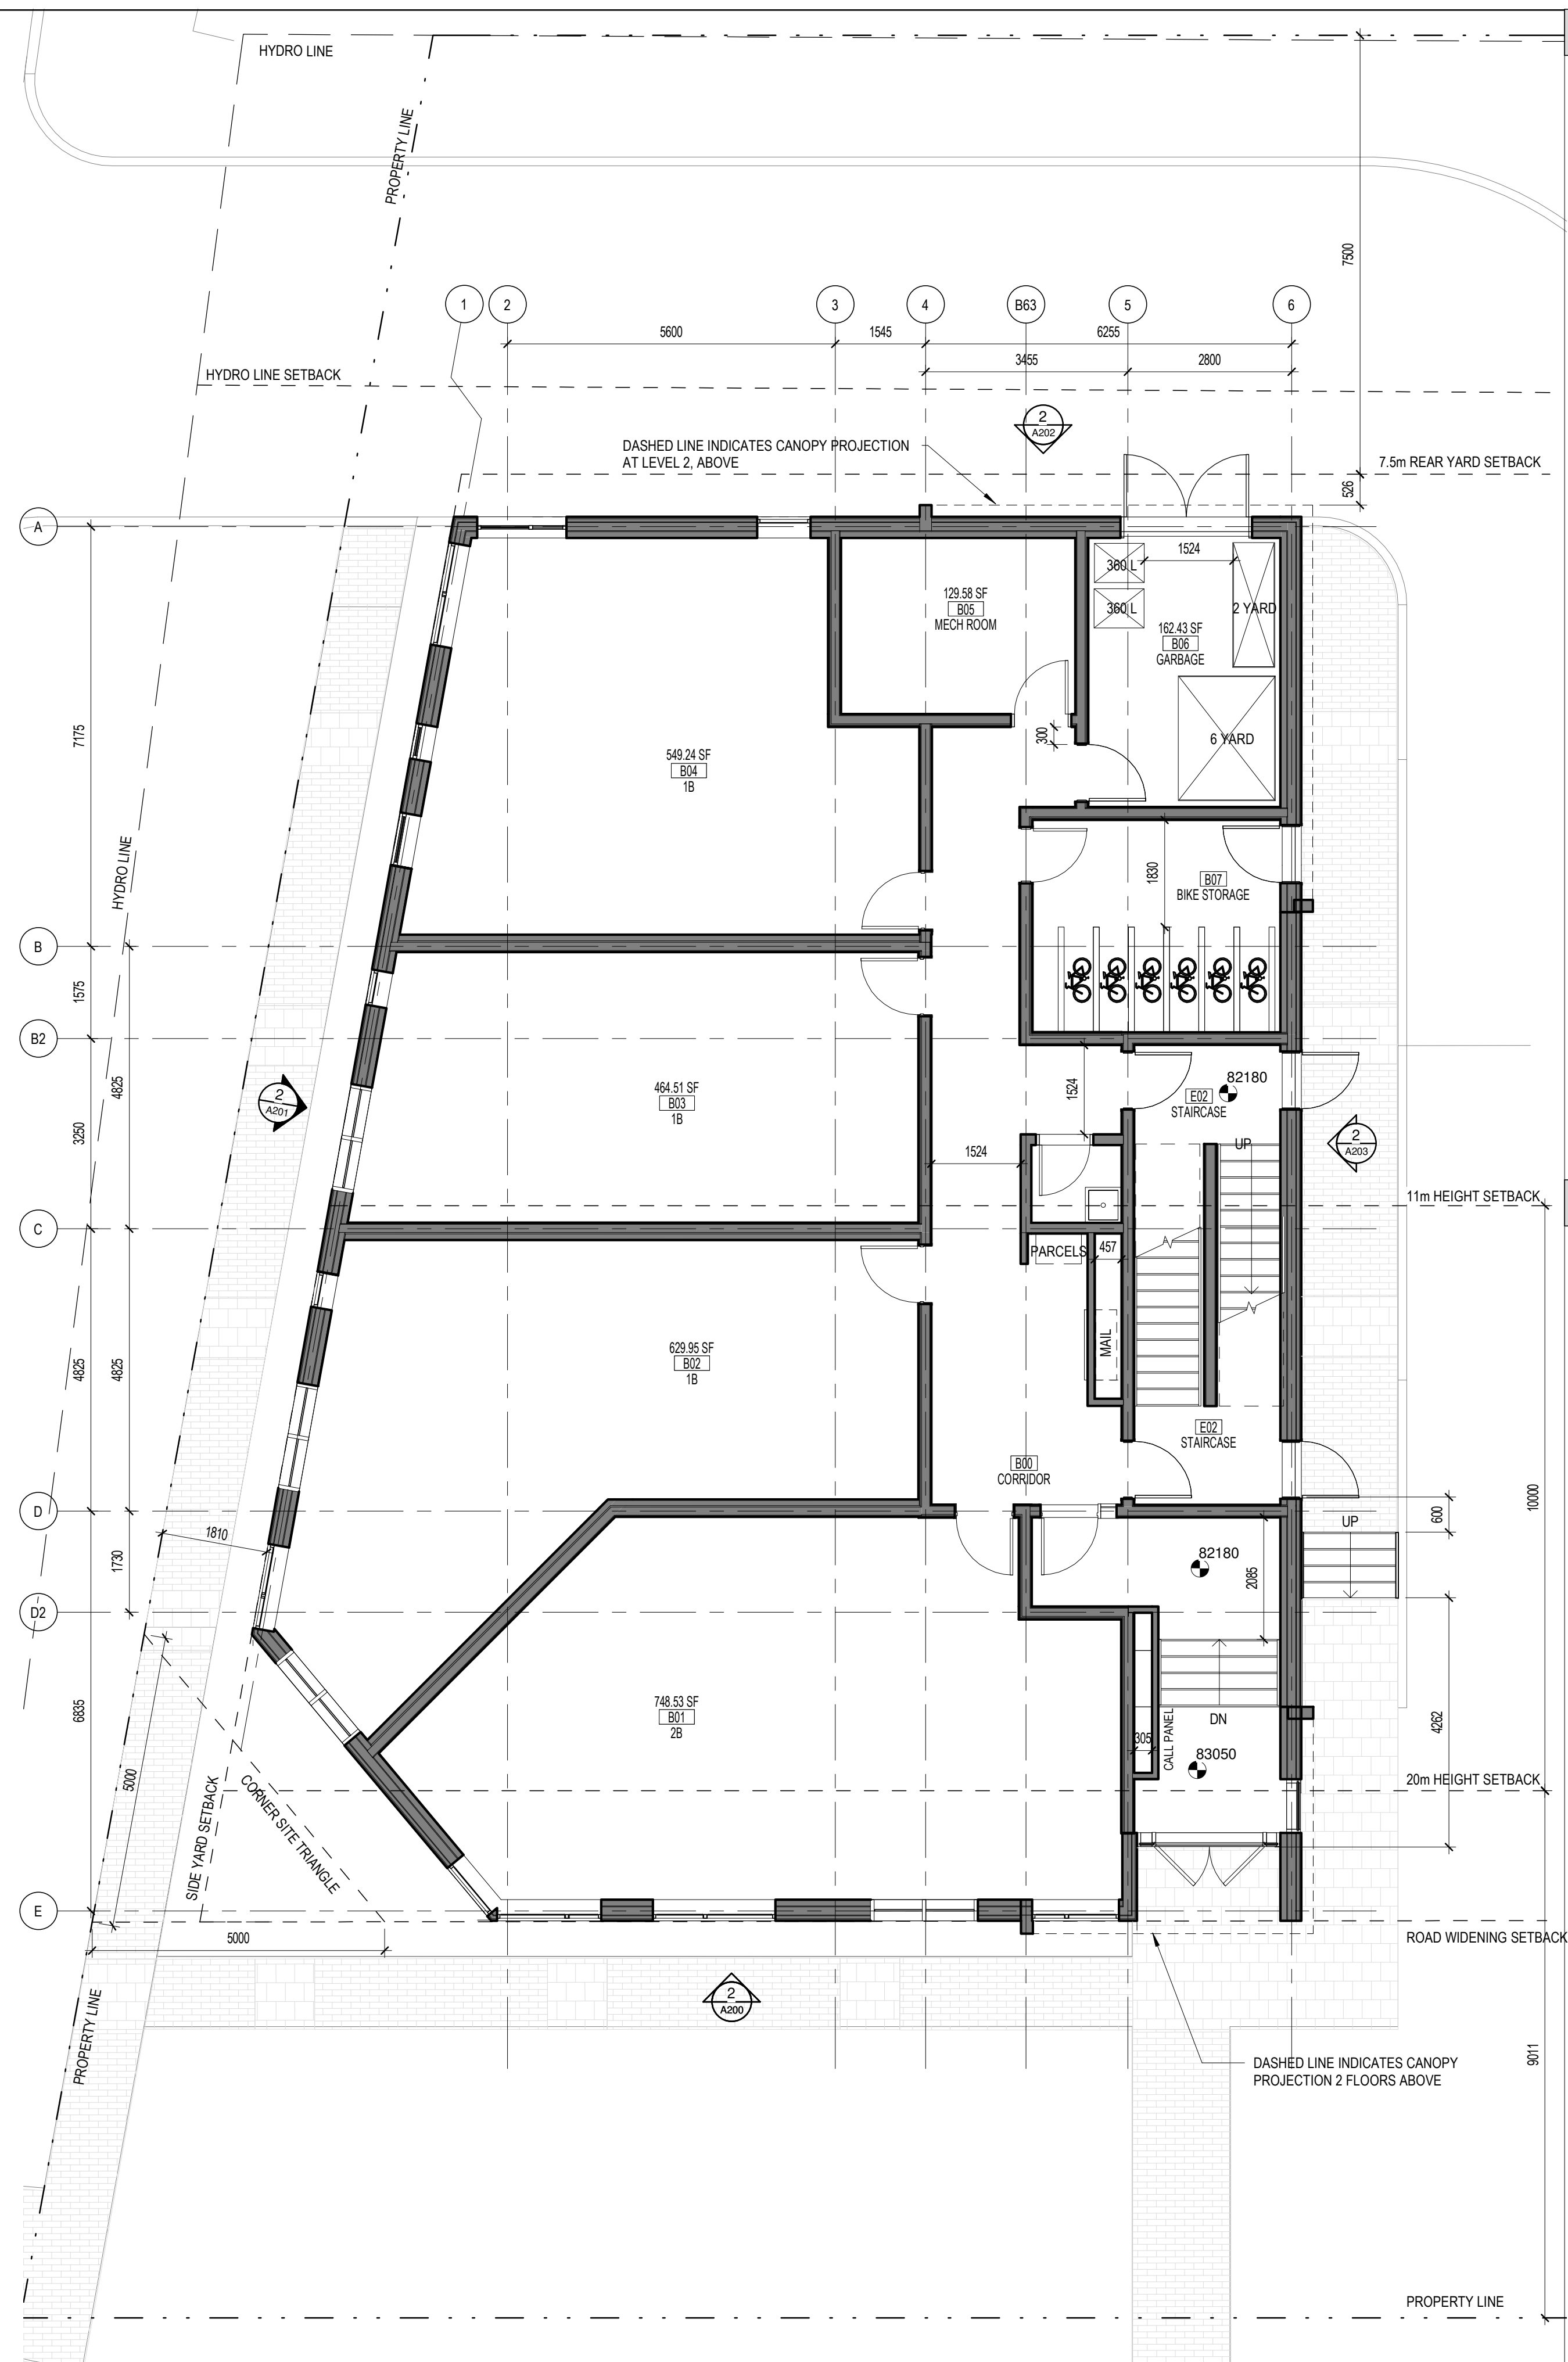 HYDRO LINE
PROPERTY LINE
7500
1
2
3
4
B63
5
6
5600
1545
6255
3455
2800
HYDRO LINE SETBACK
2
A202
DASHED LINE INDICATES CANOPY PROJECTION
AT LEVEL 2, ABOVE
7.5m REAR YARD SETBACK
526
A
1524
360 L
129.58 SF
B05
MECH ROOM
360 L
2 YARD
162.43 SF
B06
GARBAGE
7175
300
6 YARD
549.24 SF
B04
1B
HYDRO LINE
1830
B07
BIKE STORAGE
B
1575
B2
4825
3250
464.51 SF
B03
1B
2
A201
1524
82180
E02
STAIRCASE
UP
2
A203
1524
11m HEIGHT SETBACK
C
PARCELS
457
MAIL
629.95 SF
B02
1B
4825
4825
E02
STAIRCASE
B00
CORRIDOR
10000
D
600
UP
1810
1730
82180
2085
D2
6835
748.53 SF
B01
2B
DN
CALL PANEL
305
83050
4262
5000
SIDE YARD SETBACK
CORNER SITE TRIANGLE
20m HEIGHT SETBACK
E
5000
ROAD WIDENING SETBACK
2
A200
PROPERTY LINE
DASHED LINE INDICATES CANOPY
PROJECTION 2 FLOORS ABOVE
9011
PROPERTY LINE